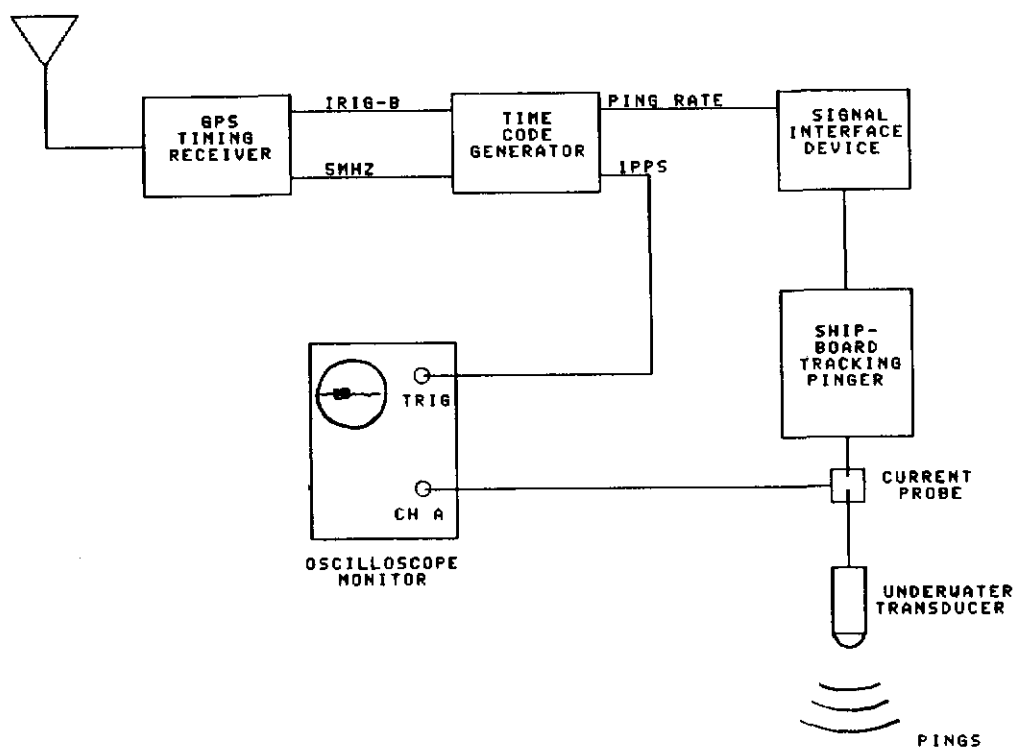 GPS
TIMING
RECEIVER
IRIG-B
5MHZ
TIME
CODE
GENERATOR
PING RATE
1PPS
SIGNAL
INTERFACE
DEVICE
SHIP-
BOARD
TRACKING
PINGER
TRIG
CH A
OSCILLOSCOPE
MONITOR
CURRENT
PROBE
UNDERWATER
TRANSDUCER
PINGS